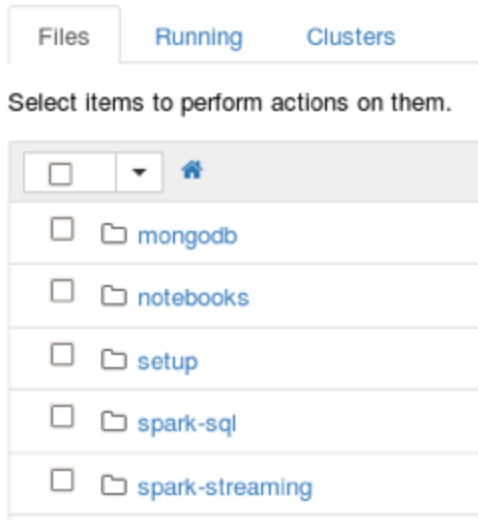 Files Running Clusters
Select items to perform actions on them.
mongodb
notebooks
setup
spark-sql
spark-streaming